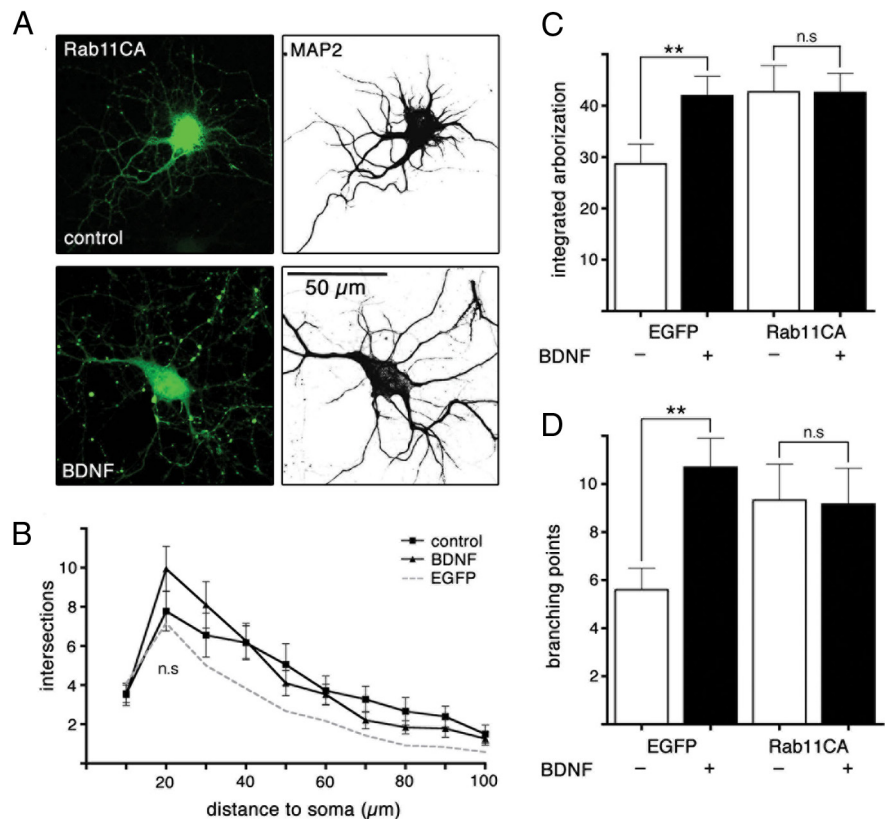 A
Rab11CA
MAP2
control
BDNF
50 µm
B
control
BDNF
EGFP
intersections
10
8
6
4
2
n.s
20
40
60
80
100
distance to soma (µm)
C
**
n.s
integrated arborization
40
30
20
10
EGFP
Rab11CA
BDNF
− + − +
D
**
n.s
branching points
10
8
6
4
2
EGFP
Rab11CA
BDNF
− + − +